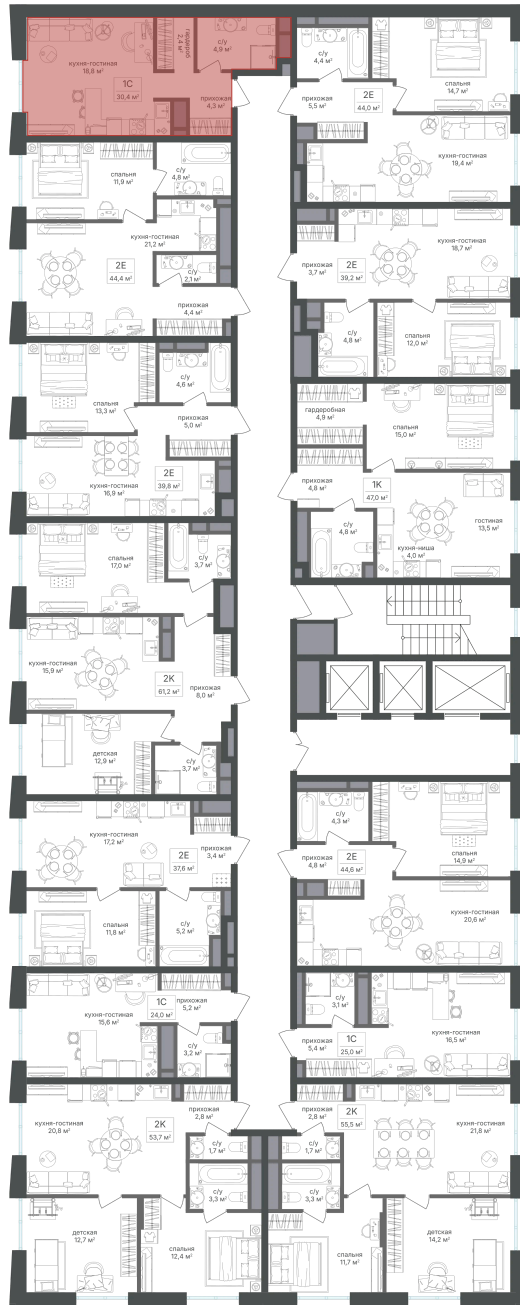 кухня-гостиная
18,8 м²
1С
30,4 м²
гардероб
2,4 м²
с/у
4,9 м²
прихожая
4,3 м²
с/у
4,4 м²
спальня
14,7 м²
прихожая
5,5 м²
2Е
44,0 м²
кухня-гостиная
19,4 м²
спальня
11,9 м²
с/у
4,8 м²
кухня-гостиная
21,2 м²
2Е
44,4 м²
с/у
2,1 м²
прихожая
4,4 м²
кухня-гостиная
18,7 м²
прихожая
3,7 м²
2Е
39,2 м²
с/у
4,8 м²
спальня
12,0 м²
спальня
13,3 м²
с/у
4,6 м²
прихожая
5,0 м²
2Е
39,8 м²
кухня-гостиная
16,9 м²
гардеробная
4,9 м²
спальня
15,0 м²
прихожая
4,8 м²
1К
47,0 м²
с/у
4,8 м²
гостиная
13,5 м²
кухня-ниша
4,0 м²
спальня
17,0 м²
с/у
3,7 м²
кухня-гостиная
15,9 м²
2К
61,2 м²
прихожая
8,0 м²
детская
12,9 м²
с/у
3,7 м²
кухня-гостиная
17,2 м²
2Е
37,6 м²
прихожая
3,4 м²
спальня
11,8 м²
с/у
5,2 м²
с/у
4,3 м²
спальня
14,9 м²
прихожая
4,8 м²
2Е
44,6 м²
кухня-гостиная
20,6 м²
кухня-гостиная
15,6 м²
1С
24,0 м²
прихожая
5,2 м²
с/у
3,2 м²
с/у
3,1 м²
прихожая
5,4 м²
1С
25,0 м²
кухня-гостиная
16,5 м²
кухня-гостиная
20,8 м²
2К
53,7 м²
прихожая
2,8 м²
с/у
1,7 м²
с/у
3,3 м²
детская
12,7 м²
спальня
12,4 м²
прихожая
2,8 м²
2К
55,5 м²
кухня-гостиная
21,8 м²
с/у
1,7 м²
с/у
3,3 м²
спальня
11,7 м²
детская
14,2 м²